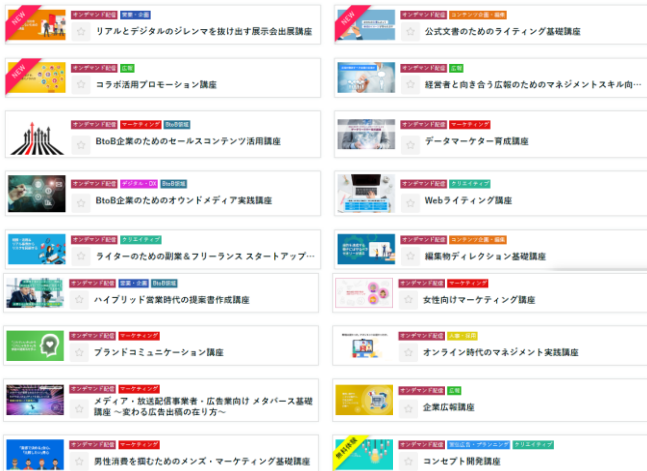 NEW
オンデマンド配信 営業・企画
リアルとデジタルのジレンマを抜け出す展示会出展講座
NEW
オンデマンド配信 コンテンツ企画・編集
公式文書のためのライティング基礎講座
NEW
オンデマンド配信 広報
コラボ活用プロモーション講座
オンデマンド配信 広報
経営者と向き合う広報のためのマネジメントスキル向…
オンデマンド配信 マーケティング BtoB領域
BtoB企業のためのセールスコンテンツ活用講座
オンデマンド配信 マーケティング
データマーケター育成講座
オンデマンド配信 デジタル・DX BtoB領域
BtoB企業のためのオウンドメディア実践講座
オンデマンド配信 クリエイティブ
Webライティング講座
オンデマンド配信 クリエイティブ
ライターのための副業&フリーランス スタートアップ…
オンデマンド配信 コンテンツ企画・編集
編集物ディレクション基礎講座
オンデマンド配信 営業・企画 BtoB領域
ハイブリッド営業時代の提案書作成講座
オンデマンド配信 マーケティング
女性向けマーケティング講座
オンデマンド配信 マーケティング
ブランドコミュニケーション講座
オンデマンド配信
オンライン時代のマネジメント実践講座
オンデマンド配信 マーケティング
メディア・放送配信事業者・広告業向け メタバース基礎
講座 ～変わる広告出稿の在り方～
オンデマンド配信 広報
企業広報講座
オンデマンド配信 マーケティング
男性消費を掴むためのメンズ・マーケティング基礎講座
無料体験
オンデマンド配信 宣伝広告・プランニング クリエイティブ
コンセプト開発講座